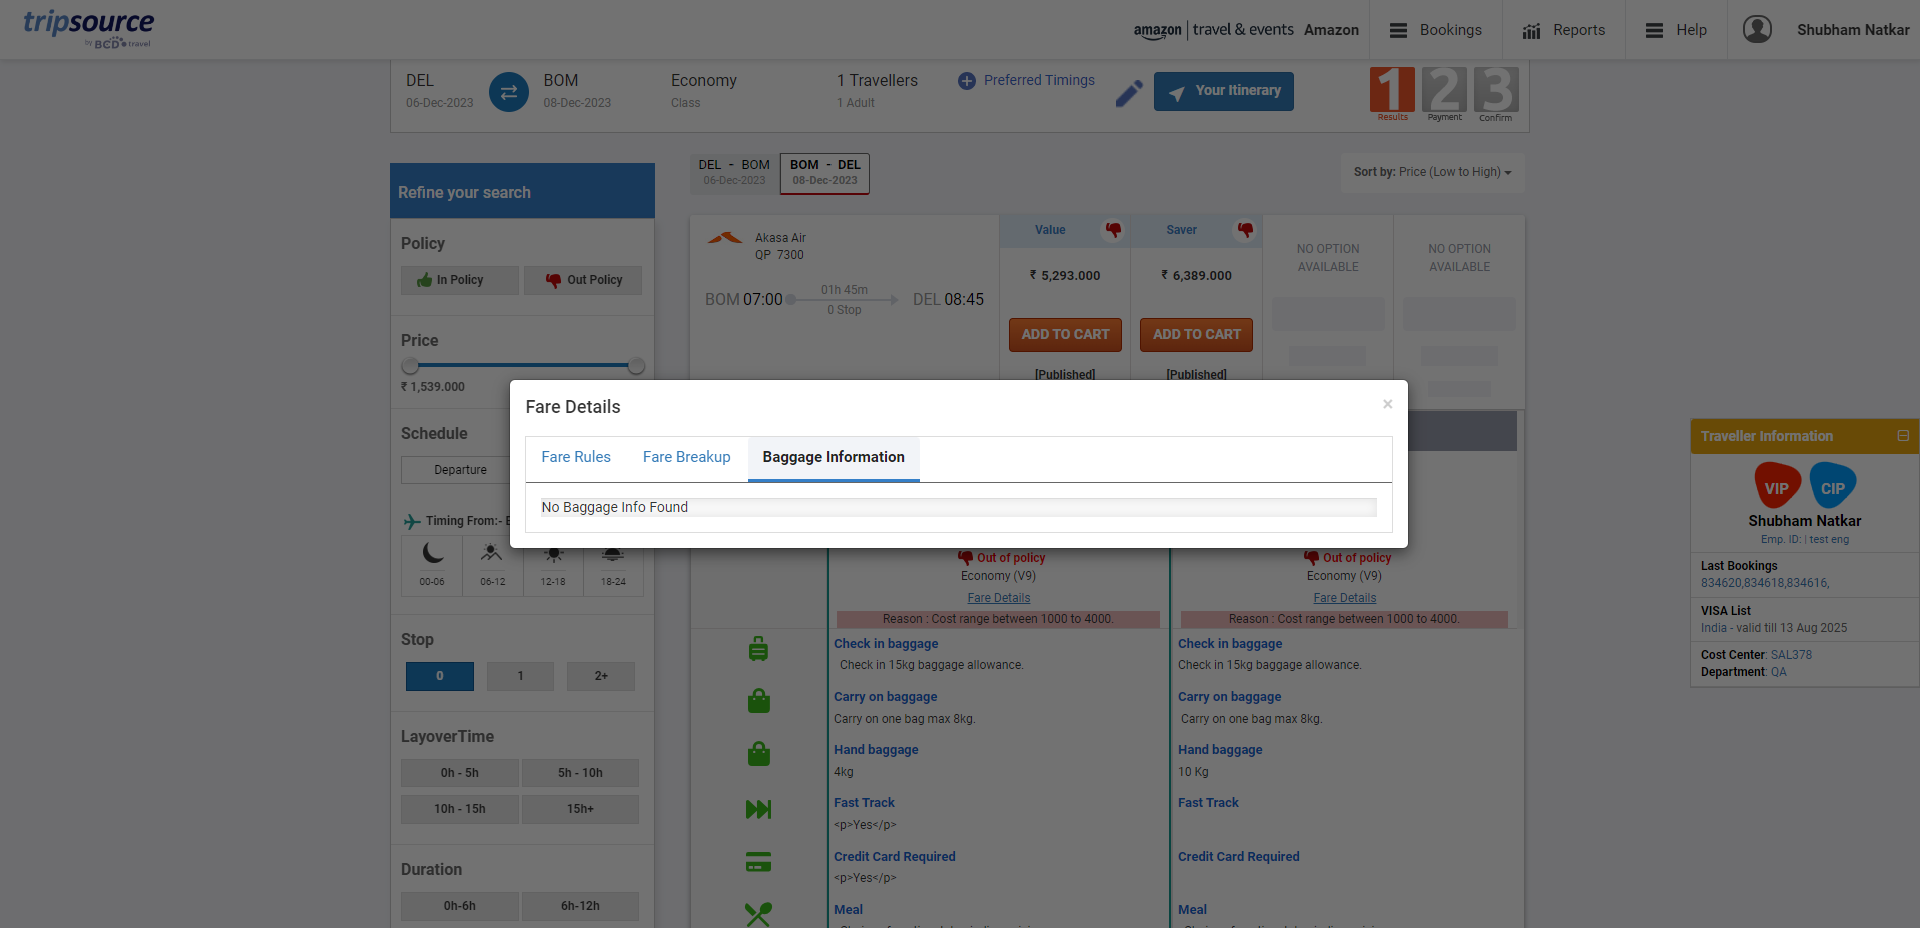 tripsource
by BCD travel
amazon | travel & events Amazon
Bookings
Reports
Help
Shubham Natkar
DEL
06-Dec-2023
BOM
08-Dec-2023
Economy
Class
1 Travellers
1 Adult
Preferred Timings
Your Itinerary
1 2 3
Results Payment Confirm
Refine your search
Policy
In Policy Out Policy
Price
₹ 1,539.000
Schedule
Departure
Timing From:-
00-06 06-12 12-18 18-24
Stop
0 1 2+
LayoverTime
0h - 5h 5h - 10h
10h - 15h 15h+
Duration
0h-6h 6h-12h
DEL - BOM
06-Dec-2023
BOM - DEL
08-Dec-2023
Sort by: Price (Low to High)
Akasa Air
QP 7300
BOM 07:00
01h 45m
0 Stop
DEL 08:45
Value
₹ 5,293.000
ADD TO CART
[Published]
Saver
₹ 6,389.000
ADD TO CART
[Published]
NO OPTION
AVAILABLE
NO OPTION
AVAILABLE
Fare Details
×
Fare Rules Fare Breakup Baggage Information
No Baggage Info Found
Out of policy
Economy (V9)
Fare Details
Reason : Cost range between 1000 to 4000.
Out of policy
Economy (V9)
Fare Details
Reason : Cost range between 1000 to 4000.
Check in baggage
Check in 15kg baggage allowance.
Check in baggage
Check in 15kg baggage allowance.
Carry on baggage
Carry on one bag max 8kg.
Carry on baggage
Carry on one bag max 8kg.
Hand baggage
4kg
Hand baggage
10 Kg
Fast Track
<p>Yes</p>
Fast Track
Credit Card Required
<p>Yes</p>
Credit Card Required
Meal
Meal
Traveller Information
VIP CIP
Shubham Natkar
Emp. ID: | test eng
Last Bookings
834620,834618,834616,
VISA List
India - valid till 13 Aug 2025
Cost Center: SAL378
Department: QA